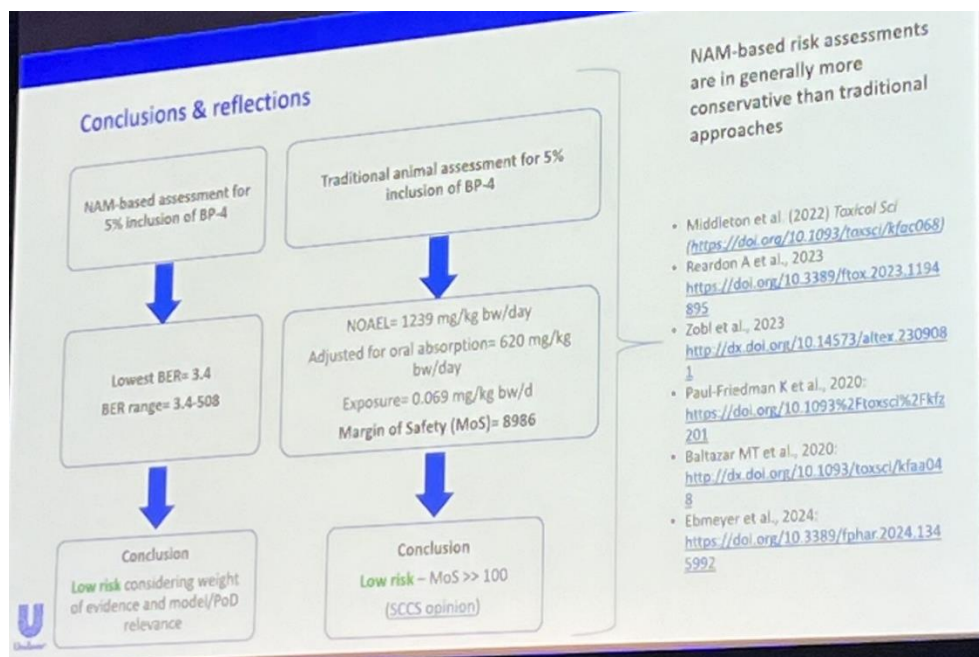 Conclusions & reflections
NAM-based assessment for
5% inclusion of BP-4
Lowest BER= 3.4
BER range= 3.4-508
Conclusion
Low risk considering weight
of evidence and model/PoD
relevance
Traditional animal assessment for 5%
inclusion of BP-4
NOAEL= 1239 mg/kg bw/day
Adjusted for oral absorption= 620 mg/kg
bw/day
Exposure= 0.069 mg/kg bw/d
Margin of Safety (MoS)= 8986
Conclusion
Low risk – MoS >> 100
(SCCS opinion)
NAM-based risk assessments
are in generally more
conservative than traditional
approaches
• Middleton et al. (2022) Toxicol Sci
(https://doi.org/10.1093/toxsci/kfac068)
• Reardon A et al., 2023
https://doi.org/10.3389/ftox.2023.1194
895
• Zobl et al., 2023
http://dx.doi.org/10.14573/altex.230908
1
• Paul-Friedman K et al., 2020:
https://doi.org/10.1093%2Ftoxsci%2Fkfz
201
• Baltazar MT et al., 2020:
http://dx.doi.org/10.1093/toxsci/kfaa04
8
• Ebmeyer et al., 2024:
https://doi.org/10.3389/fphar.2024.134
5992
Unilever